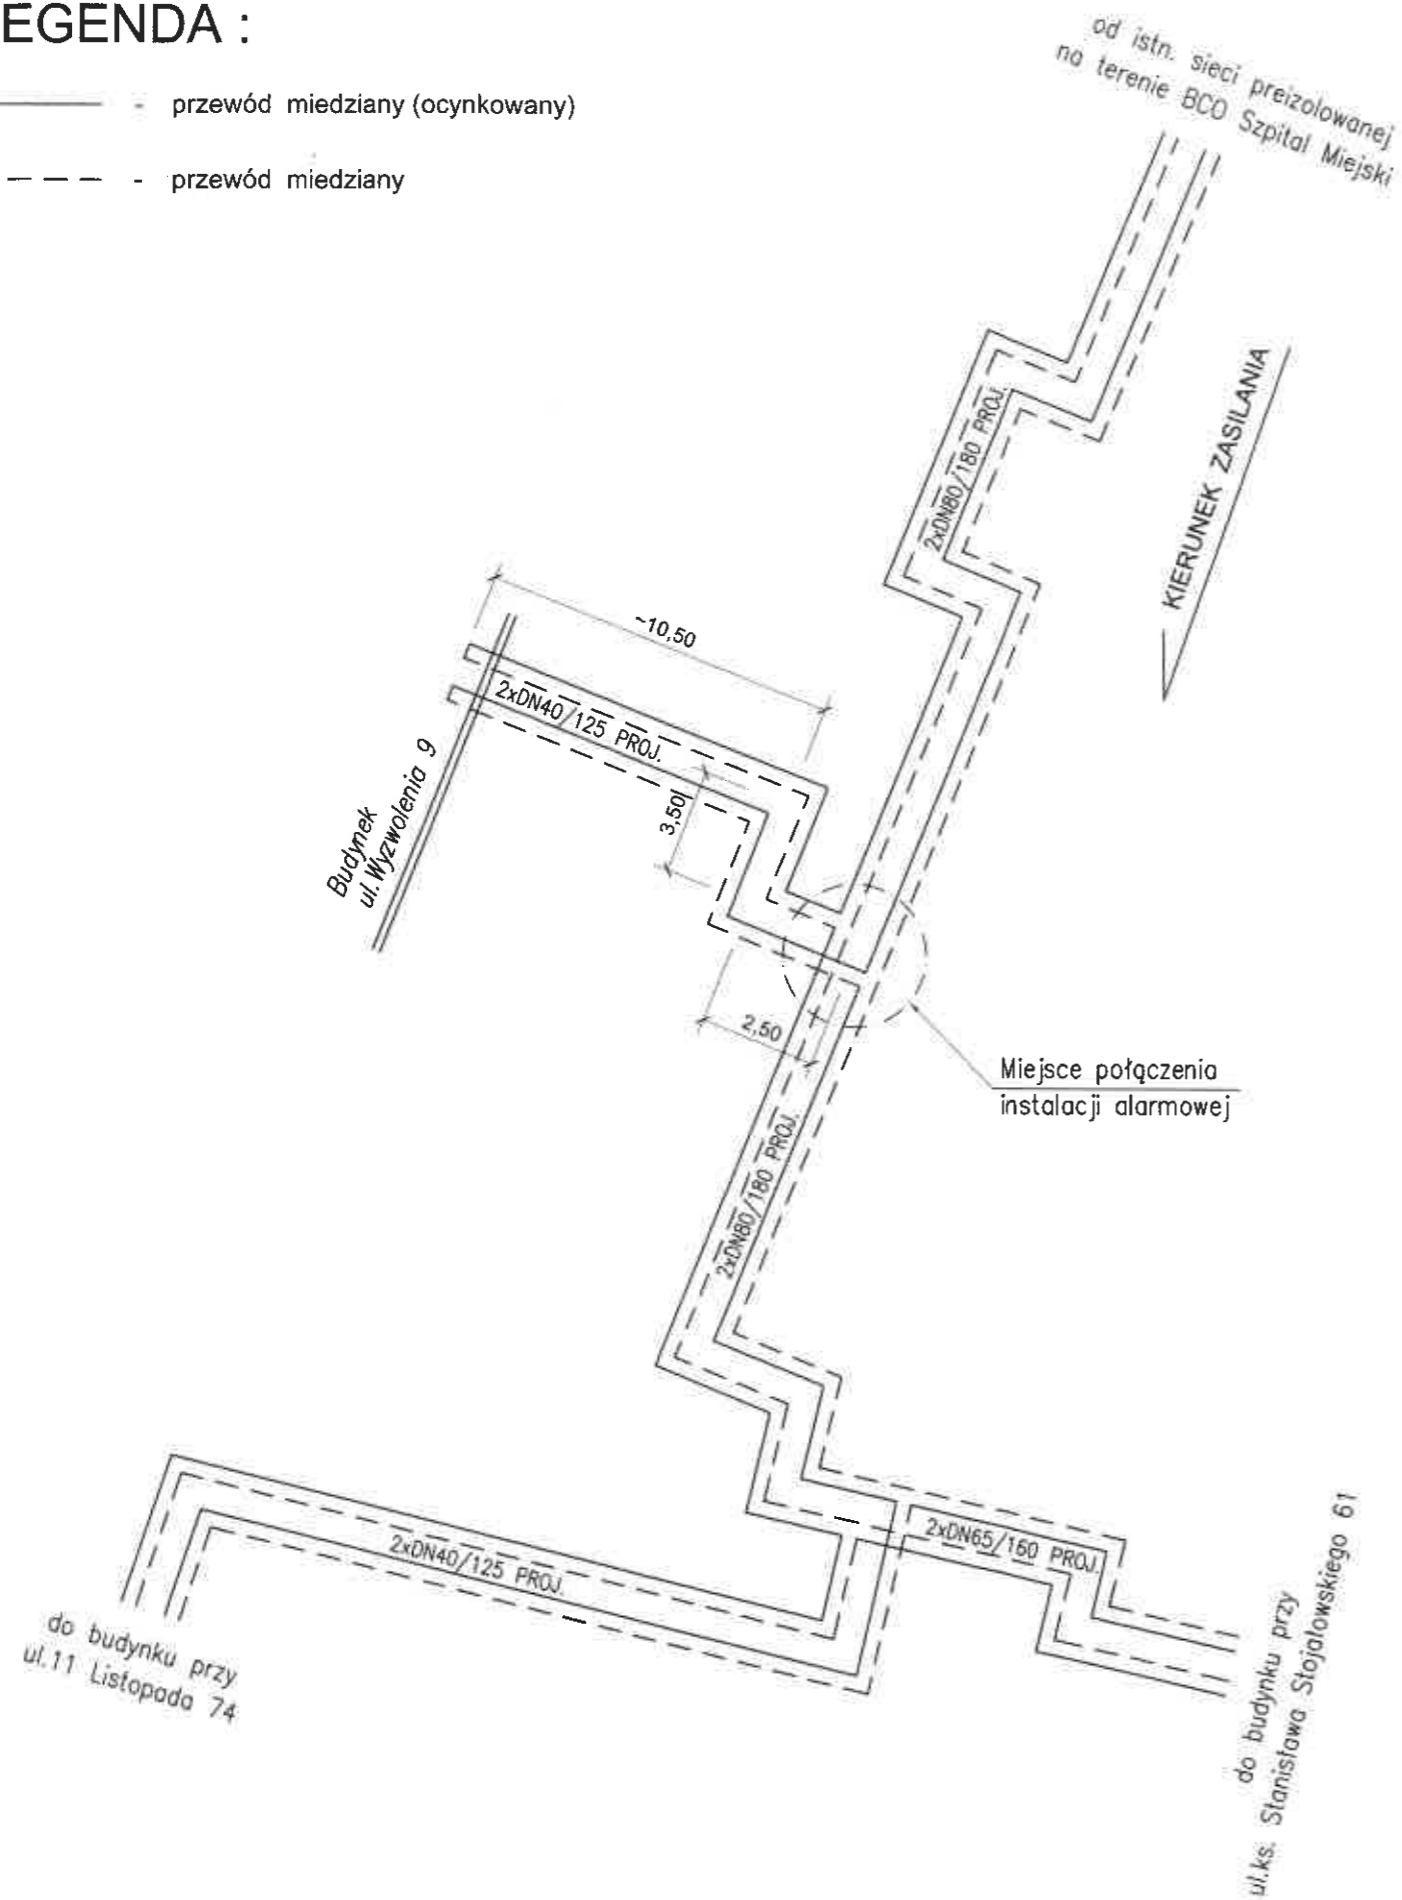 EGENDA :
- przewód miedziany (ocynkowany)
- przewód miedziany
od istn. sieci preizolowanej
na terenie BCO Szpital Miejski
KIERUNEK ZASILANIA
2xDN80/180 PROJ.
~10,50
2xDN40/125 PROJ.
3,50
Budynek
ul.Wyzwolenia 9
2,50
Miejsce połączenia
instalacji alarmowej
2xDN80/180 PROJ.
2xDN65/160 PROJ.
2xDN40/125 PROJ.
do budynku przy
ul.11 Listopada 74
do budynku przy
ul.ks. Stanisława Stojałowskiego 61